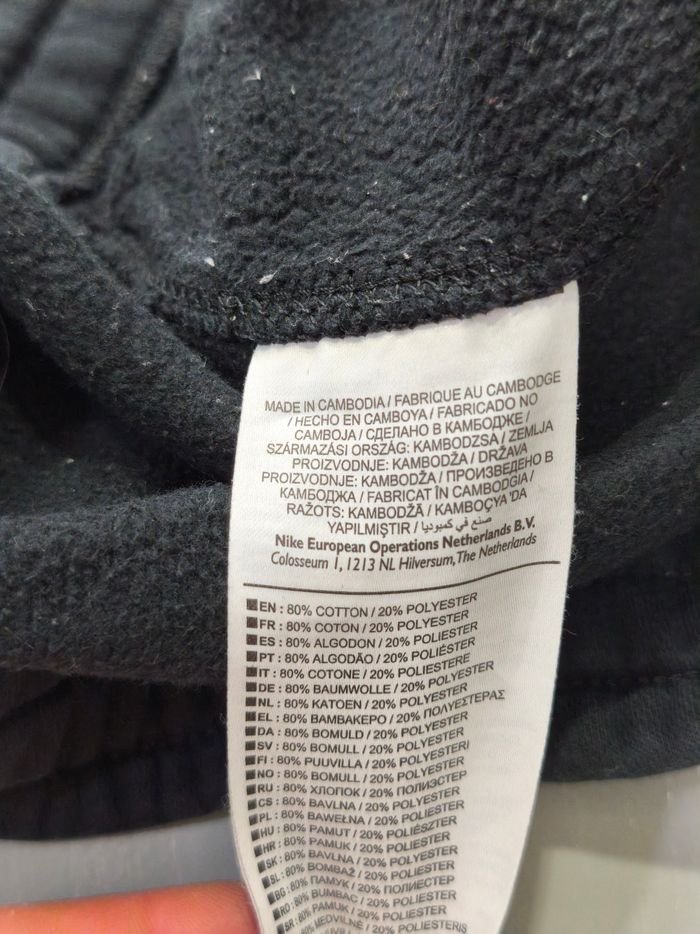 MADE IN CAMBODIA / FABRIQUE AU CAMBODGE
/ HECHO EN CAMBOYA / FABRICADO NO
CAMBOJA / СДЕЛАНО В КАМБОДЖЕ /
SZÁRMAZÁSI ORSZÁG: KAMBODZSA / ZEMLJA
PROIZVODNJE: KAMBODŽA / DRŽAVA
PROIZVODNJE: KAMBODŽA / ПРОИЗВЕДЕНО В
КАМБОДЖА / FABRICAT ÎN CAMBODGIA /
RAŽOTS: KAMBODŽĀ / KAMBOÇYA 'DA
YAPILMIŞTIR / صنع في كمبوديا
Nike European Operations Netherlands B.V.
Colosseum 1, 1213 NL Hilversum, The Netherlands
EN : 80% COTTON / 20% POLYESTER
FR : 80% COTON / 20% POLYESTER
ES : 80% ALGODON / 20% POLIESTER
PT : 80% ALGODÃO / 20% POLIÉSTER
IT : 80% COTONE / 20% POLIESTERE
DE : 80% BAUMWOLLE / 20% POLYESTER
NL : 80% KATOEN / 20% POLYESTER
EL : 80% ΒΑΜΒΑΚΕΡΟ / 20% ΠΟΛΥΕΣΤΕΡΑΣ
DA : 80% BOMULD / 20% POLYESTER
SV : 80% BOMULL / 20% POLYESTER
FI : 80% PUUVILLA / 20% POLYESTERI
NO : 80% BOMULL / 20% POLYESTER
RU : 80% ХЛОПОК / 20% ПОЛИЭСТЕР
CS : 80% BAVLNA / 20% POLYESTER
PL : 80% BAWEŁNA / 20% POLYESTER
HU : 80% PAMUT / 20% POLIÉSZTER
HR : 80% PAMUK / 20% POLIESTER
SK : 80% BAVLNA / 20% POLYESTER
SL : 80% BOMBAŽ / 20% POLIESTER
BG : 80% ПАМУК / 20% ПОЛИЕСТЕР
RO : 80% BUMBAC / 20% POLIESTER
BR : 80% PAMUK / 20% POLIESTER
80% MEDVILNĖ / 20% POLIESTERIS